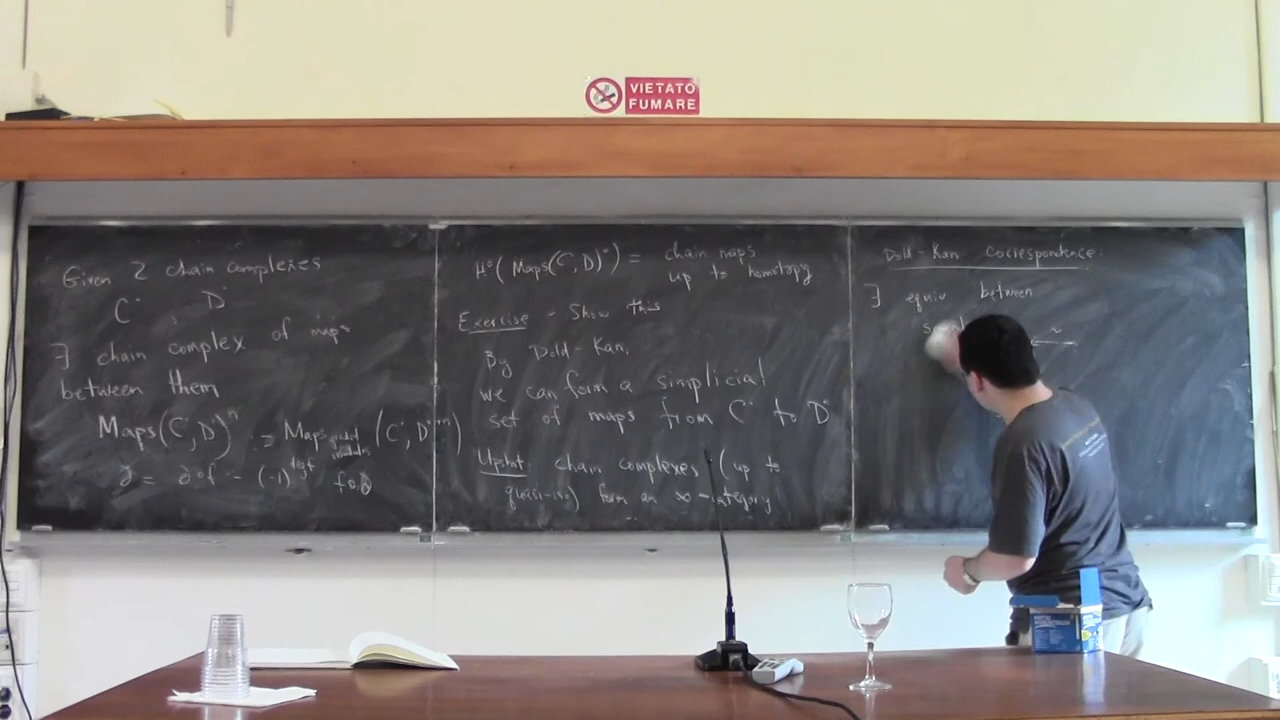 VIETATO
FUMARE
Given 2 chain complexes
C˙, D˙
∃ chain complex of maps
between them
Maps(C˙, D˙)ⁿ = Maps graded modules (C˙, D˙⁺ⁿ)
∂ = ∂∘f - (-1)^deg f f∘∂
H⁰(Maps(C˙, D˙)˙) = chain maps
up to homotopy
Exercise - Show this
By Dold-Kan,
we can form a simplicial
set of maps from C˙ to D˙
Upshot: chain complexes (up to
quasi-iso) form an ∞-category
Dold-Kan correspondence:
∃ equiv between